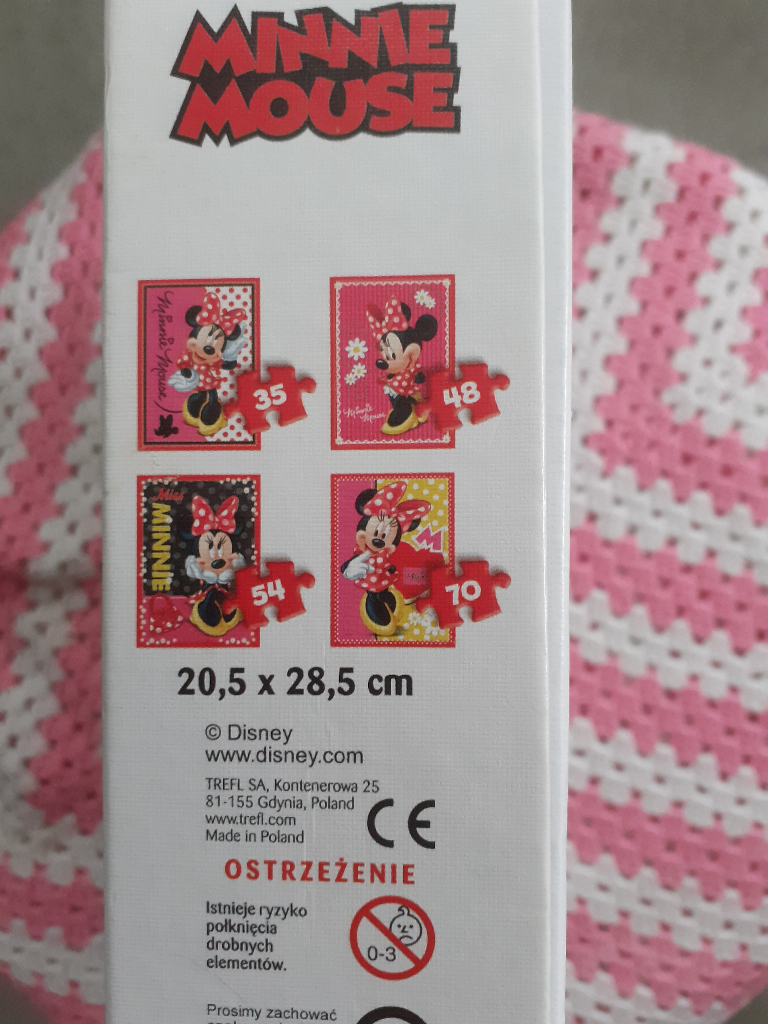 MINNIE
MOUSE
Minnie Mouse
35
Minnie
Mouse
48
Miss
MINNIE
54
M
70
20,5 x 28,5 cm
© Disney
www.disney.com
TREFL SA, Kontenerowa 25
81-155 Gdynia, Poland
www.trefl.com
Made in Poland
CE
OSTRZEŻENIE
Istnieje ryzyko
połknięcia
drobnych
elementów.
0-3
Prosimy zachować